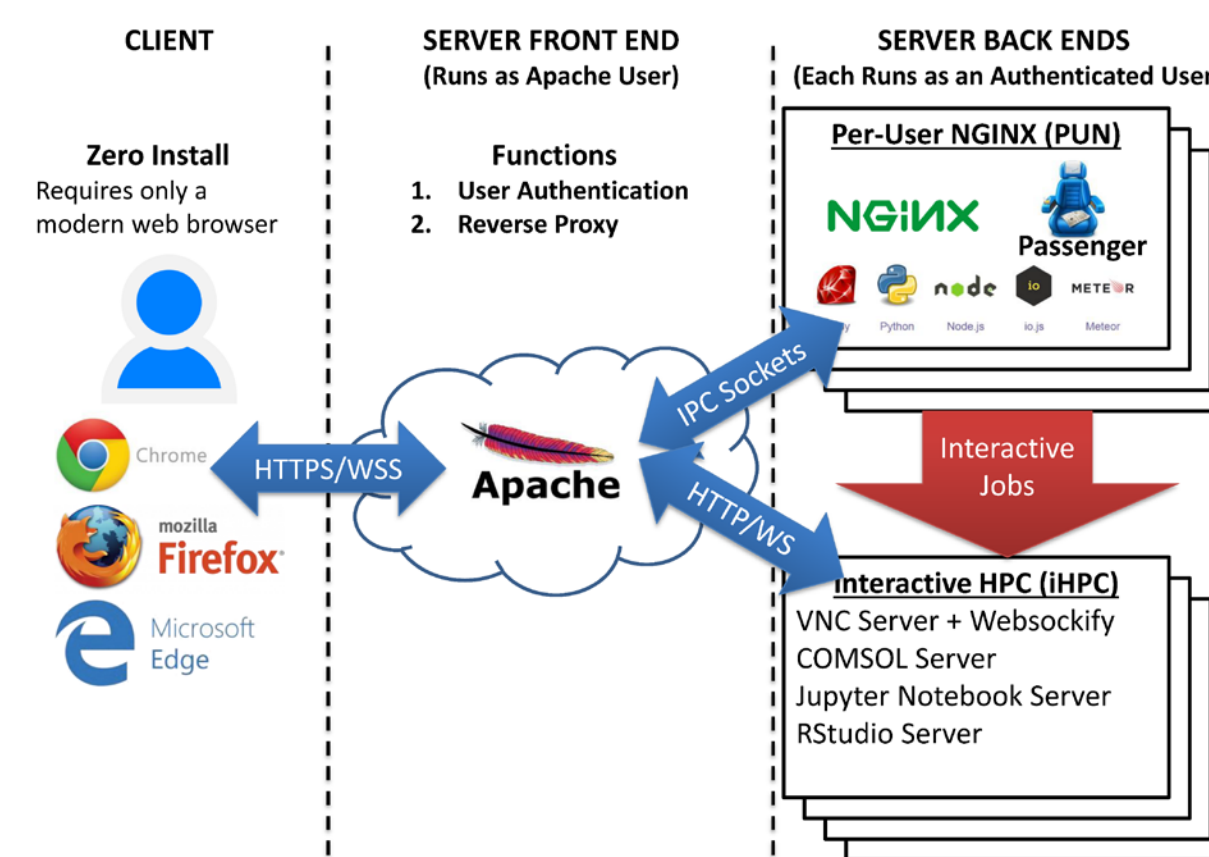 CLIENT
Zero Install
Requires only a
modern web browser
Chrome
mozilla
Firefox
Microsoft
Edge
HTTPS/WSS
SERVER FRONT END
(Runs as Apache User)
Functions
1. User Authentication
2. Reverse Proxy
Apache
IPC Sockets
HTTP/WS
SERVER BACK ENDS
(Each Runs as an Authenticated User
Per-User NGINX (PUN)
NGINX
Passenger
node
io
METEOR
Python
Node.js
io.js
Meteor
Interactive
Jobs
Interactive HPC (iHPC)
VNC Server + Websockify
COMSOL Server
Jupyter Notebook Server
RStudio Server